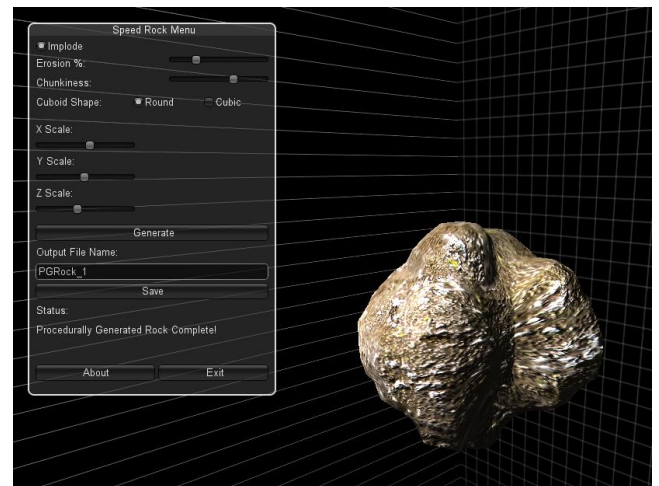 Speed Rock Menu
Implode
Erosion %:
Chunkiness:
Cuboid Shape: Round Cubic
X Scale:
Y Scale:
Z Scale:
Generate
Output File Name:
PGRock_1
Save
Status:
Procedurally Generated Rock Complete!
About Exit